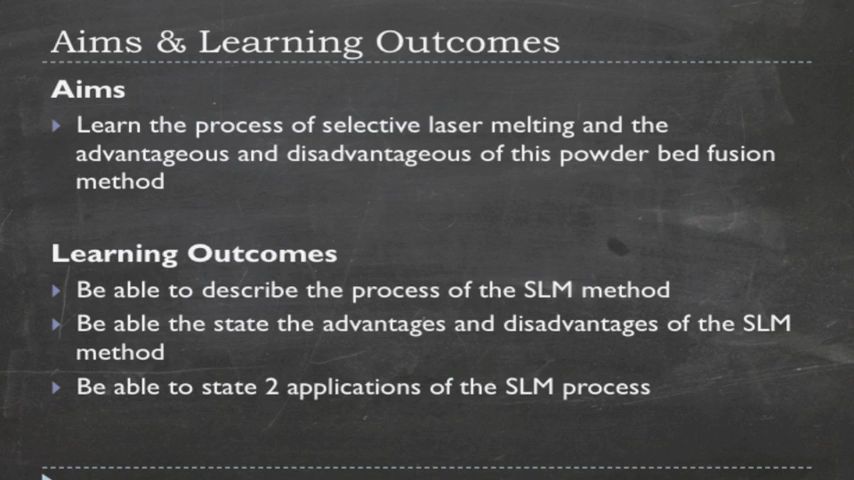 Aims & Learning Outcomes
Aims
Learn the process of selective laser melting and the
advantageous and disadvantageous of this powder bed fusion
method
Learning Outcomes
Be able to describe the process of the SLM method
Be able the state the advantages and disadvantages of the SLM
method
Be able to state 2 applications of the SLM process